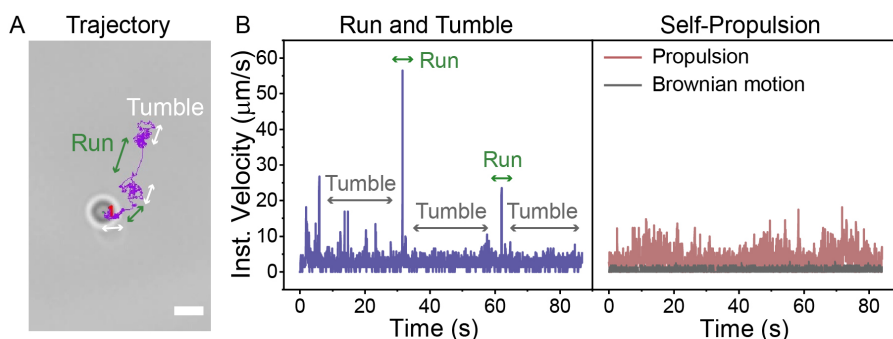 A
Trajectory
Tumble
Run
B
Run and Tumble
Inst. Velocity (μm/s)
60
50
40
30
20
10
0
Run
Run
Tumble
Tumble
Tumble
0 20 40 60 80
Time (s)
Self-Propulsion
Propulsion
Brownian motion
0 20 40 60 80
Time (s)